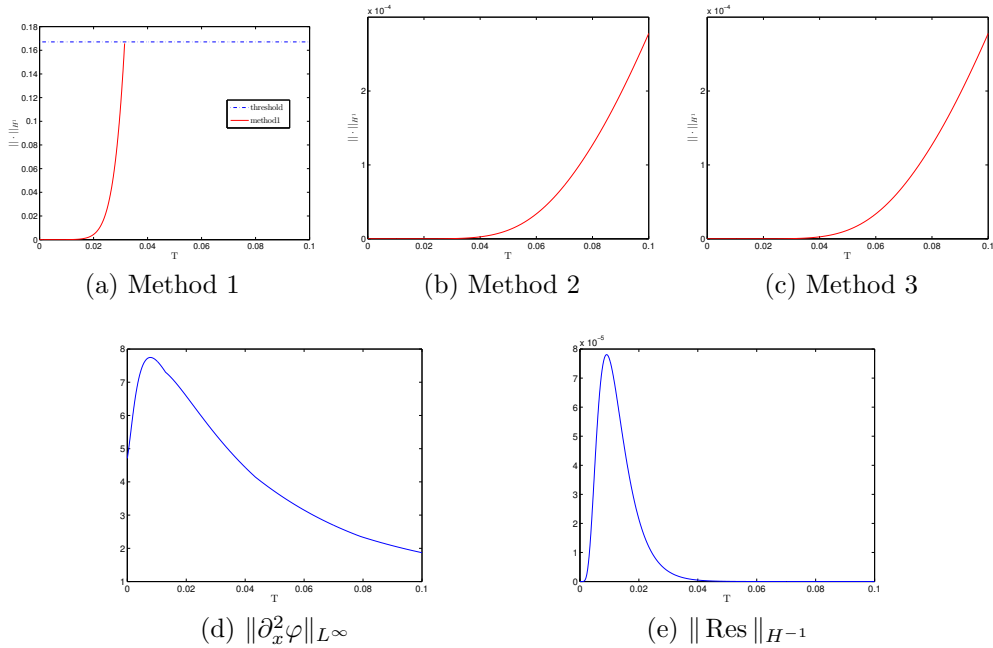 0.18
0.16
0.14
0.12
0.1
0.08
0.06
0.04
0.02
0
|| · ||_{H¹}
0 0.02 0.04 0.06 0.08 0.1
T
threshold
method1
(a) Method 1
x 10⁻⁴
2
1
0
|| · ||_{H¹}
0 0.02 0.04 0.06 0.08 0.1
T
(b) Method 2
x 10⁻⁴
2
1
0
|| · ||_{H¹}
0 0.02 0.04 0.06 0.08 0.1
T
(c) Method 3
8
7
6
5
4
3
2
1
0 0.02 0.04 0.06 0.08 0.1
T
(d) ‖∂²ₓφ‖_{L^∞}
x 10⁻⁵
8
7
6
5
4
3
2
1
0
0 0.02 0.04 0.06 0.08 0.1
T
(e) ‖ Res ‖_{H⁻¹}